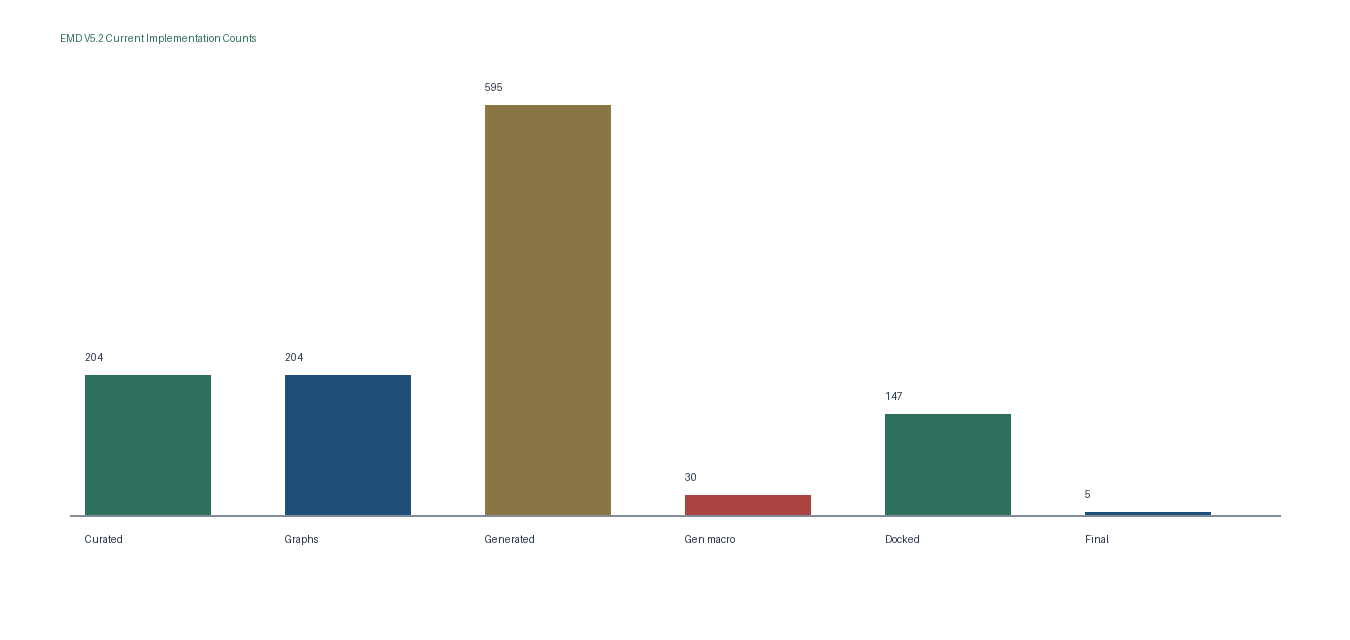 EMD V5.2 Current Implementation Counts
595
204
204
147
30
5
Curated
Graphs
Generated
Gen macro
Docked
Final